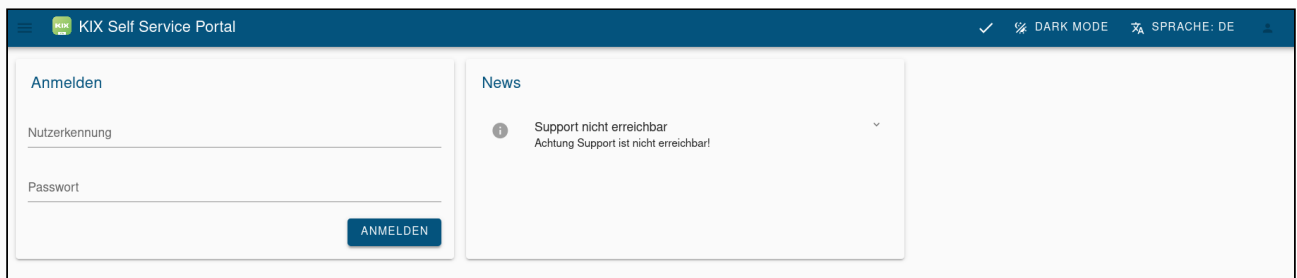 KIX Self Service Portal
DARK MODE
SPRACHE: DE
Anmelden
Nutzerkennung
Passwort
ANMELDEN
News
Support nicht erreichbar
Achtung Support ist nicht erreichbar!